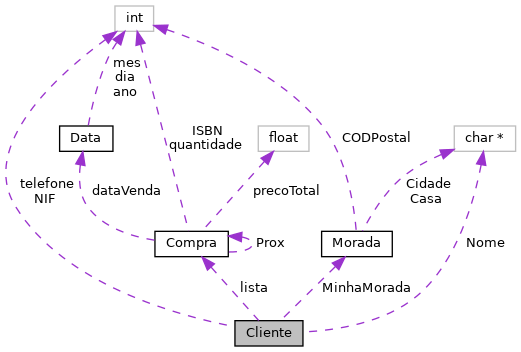 int
mes
dia
ano
Data
ISBN
quantidade
float
CODPostal
char *
telefone
NIF
dataVenda
precoTotal
Cidade
Casa
Compra
Prox
Morada
Nome
lista
MinhaMorada
Cliente